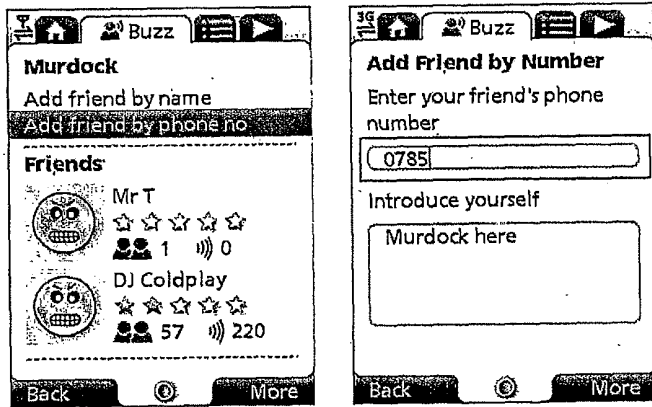 Buzz
Murdock
Add friend by name
Add friend by phone no
Friends
Mr T
1 0
DJ Coldplay
57 220
Back More
3G
Buzz
Add Friend by Number
Enter your friend's phone
number
0785
Introduce yourself
Murdock here
Back More